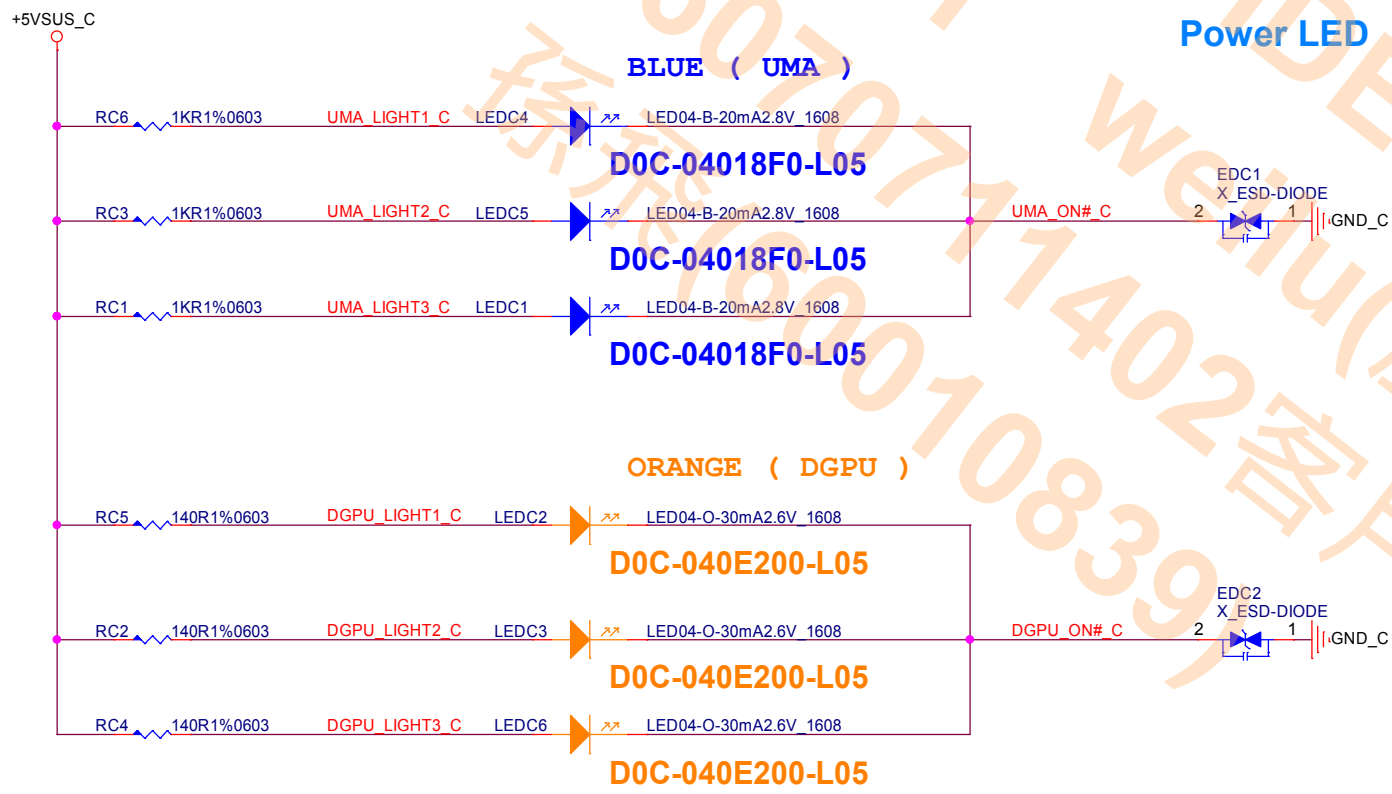 +5VSUS_C
Power LED
BLUE ( UMA )
RC6 1KR1%0603 UMA_LIGHT1_C LEDC4 LED04-B-20mA2.8V_1608
D0C-04018F0-L05
EDC1
X_ESD-DIODE
RC3 1KR1%0603 UMA_LIGHT2_C LEDC5 LED04-B-20mA2.8V_1608 UMA_ON#_C 2 1 GND_C
D0C-04018F0-L05
RC1 1KR1%0603 UMA_LIGHT3_C LEDC1 LED04-B-20mA2.8V_1608
D0C-04018F0-L05
ORANGE ( DGPU )
RC5 140R1%0603 DGPU_LIGHT1_C LEDC2 LED04-O-30mA2.6V_1608
D0C-040E200-L05
EDC2
X_ESD-DIODE
RC2 140R1%0603 DGPU_LIGHT2_C LEDC3 LED04-O-30mA2.6V_1608 DGPU_ON#_C 2 1 GND_C
D0C-040E200-L05
RC4 140R1%0603 DGPU_LIGHT3_C LEDC6 LED04-O-30mA2.6V_1608
D0C-040E200-L05
weiliu(